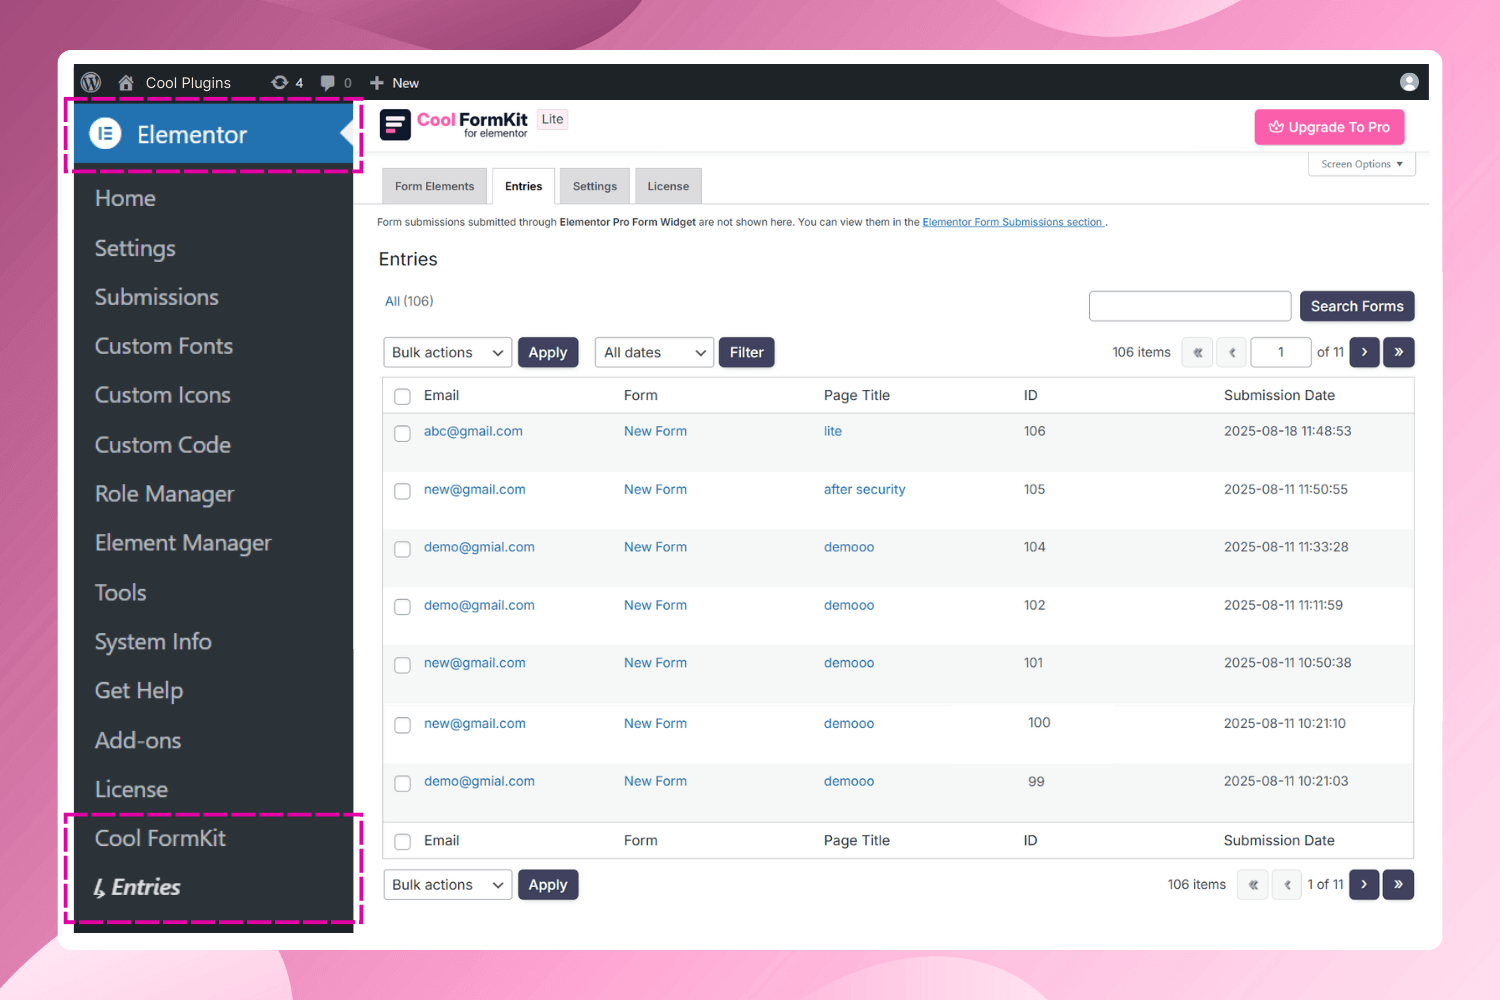 Cool Plugins 4 0 New
Elementor
Home
Settings
Submissions
Custom Fonts
Custom Icons
Custom Code
Role Manager
Element Manager
Tools
System Info
Get Help
Add-ons
License
Cool FormKit
Entries
Cool FormKit Lite
for elementor
Upgrade To Pro
Screen Options
Form Elements Entries Settings License
Form submissions submitted through Elementor Pro Form Widget are not shown here. You can view them in the Elementor Form Submissions section .
Entries
All (106)
Search Forms
Bulk actions Apply All dates Filter 106 items « ‹ 1 of 11 › »
Email Form Page Title ID Submission Date
abc@gmail.com New Form lite 106 2025-08-18 11:48:53
new@gmail.com New Form after security 105 2025-08-11 11:50:55
demo@gmial.com New Form demooo 104 2025-08-11 11:33:28
demo@gmail.com New Form demooo 102 2025-08-11 11:11:59
new@gmail.com New Form demooo 101 2025-08-11 10:50:38
new@gmail.com New Form demooo 100 2025-08-11 10:21:10
demo@gmial.com New Form demooo 99 2025-08-11 10:21:03
Email Form Page Title ID Submission Date
Bulk actions Apply 106 items « ‹ 1 of 11 › »